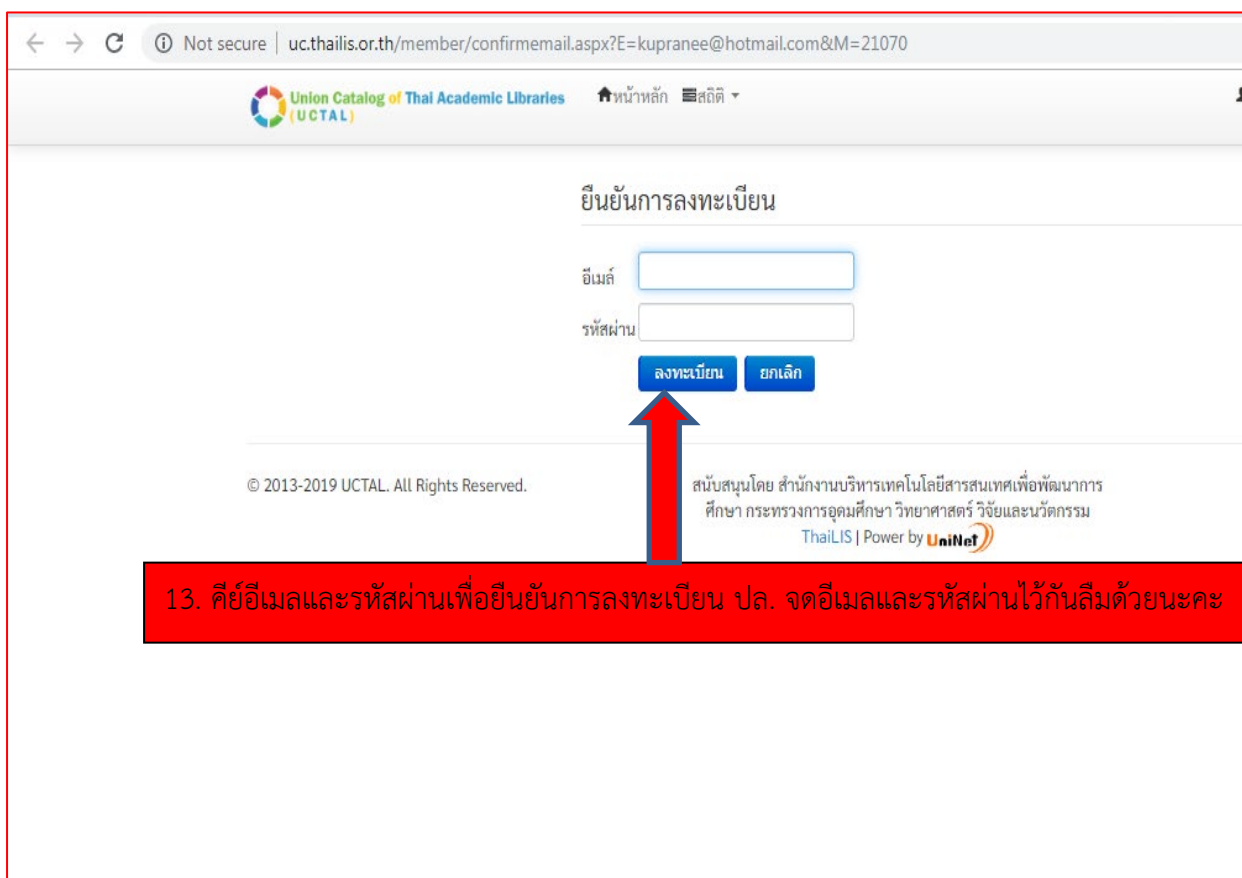 Not secure | uc.thailis.or.th/member/confirmemail.aspx?E=kupranee@hotmail.com&M=21070
Union Catalog of Thai Academic Libraries
(UCTAL)
หน้าหลัก สถิติ
ยืนยันการลงทะเบียน
อีเมล์
รหัสผ่าน
ลงทะเบียน ยกเลิก
© 2013-2019 UCTAL. All Rights Reserved.
สนับสนุนโดย สำนักงานบริหารเทคโนโลยีสารสนเทศเพื่อพัฒนาการ
ศึกษา กระทรวงการอุดมศึกษา วิทยาศาสตร์ วิจัยและนวัตกรรม
ThaiLIS | Power by UniNet
13. คีย์อีเมลและรหัสผ่านเพื่อยืนยันการลงทะเบียน ปล. จดอีเมลและรหัสผ่านไว้กันลืมด้วยนะคะ